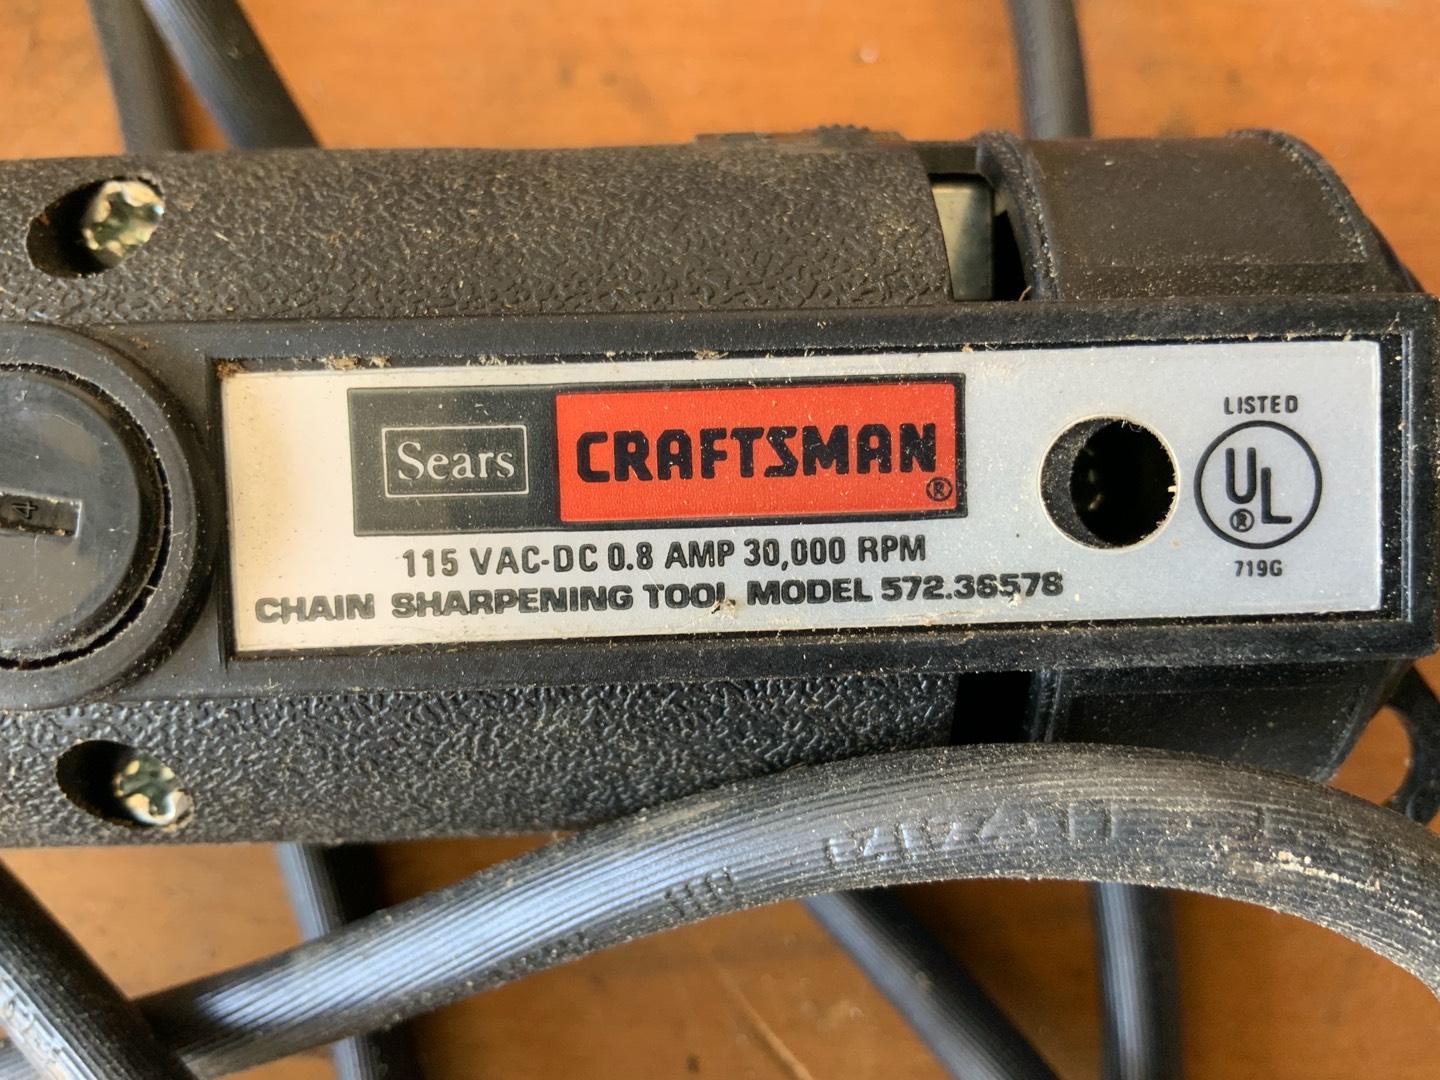 Sears
CRAFTSMAN®
115 VAC-DC 0.8 AMP 30,000 RPM
CHAIN SHARPENING TOOL MODEL 572.36578
LISTED
UL®
719G
4